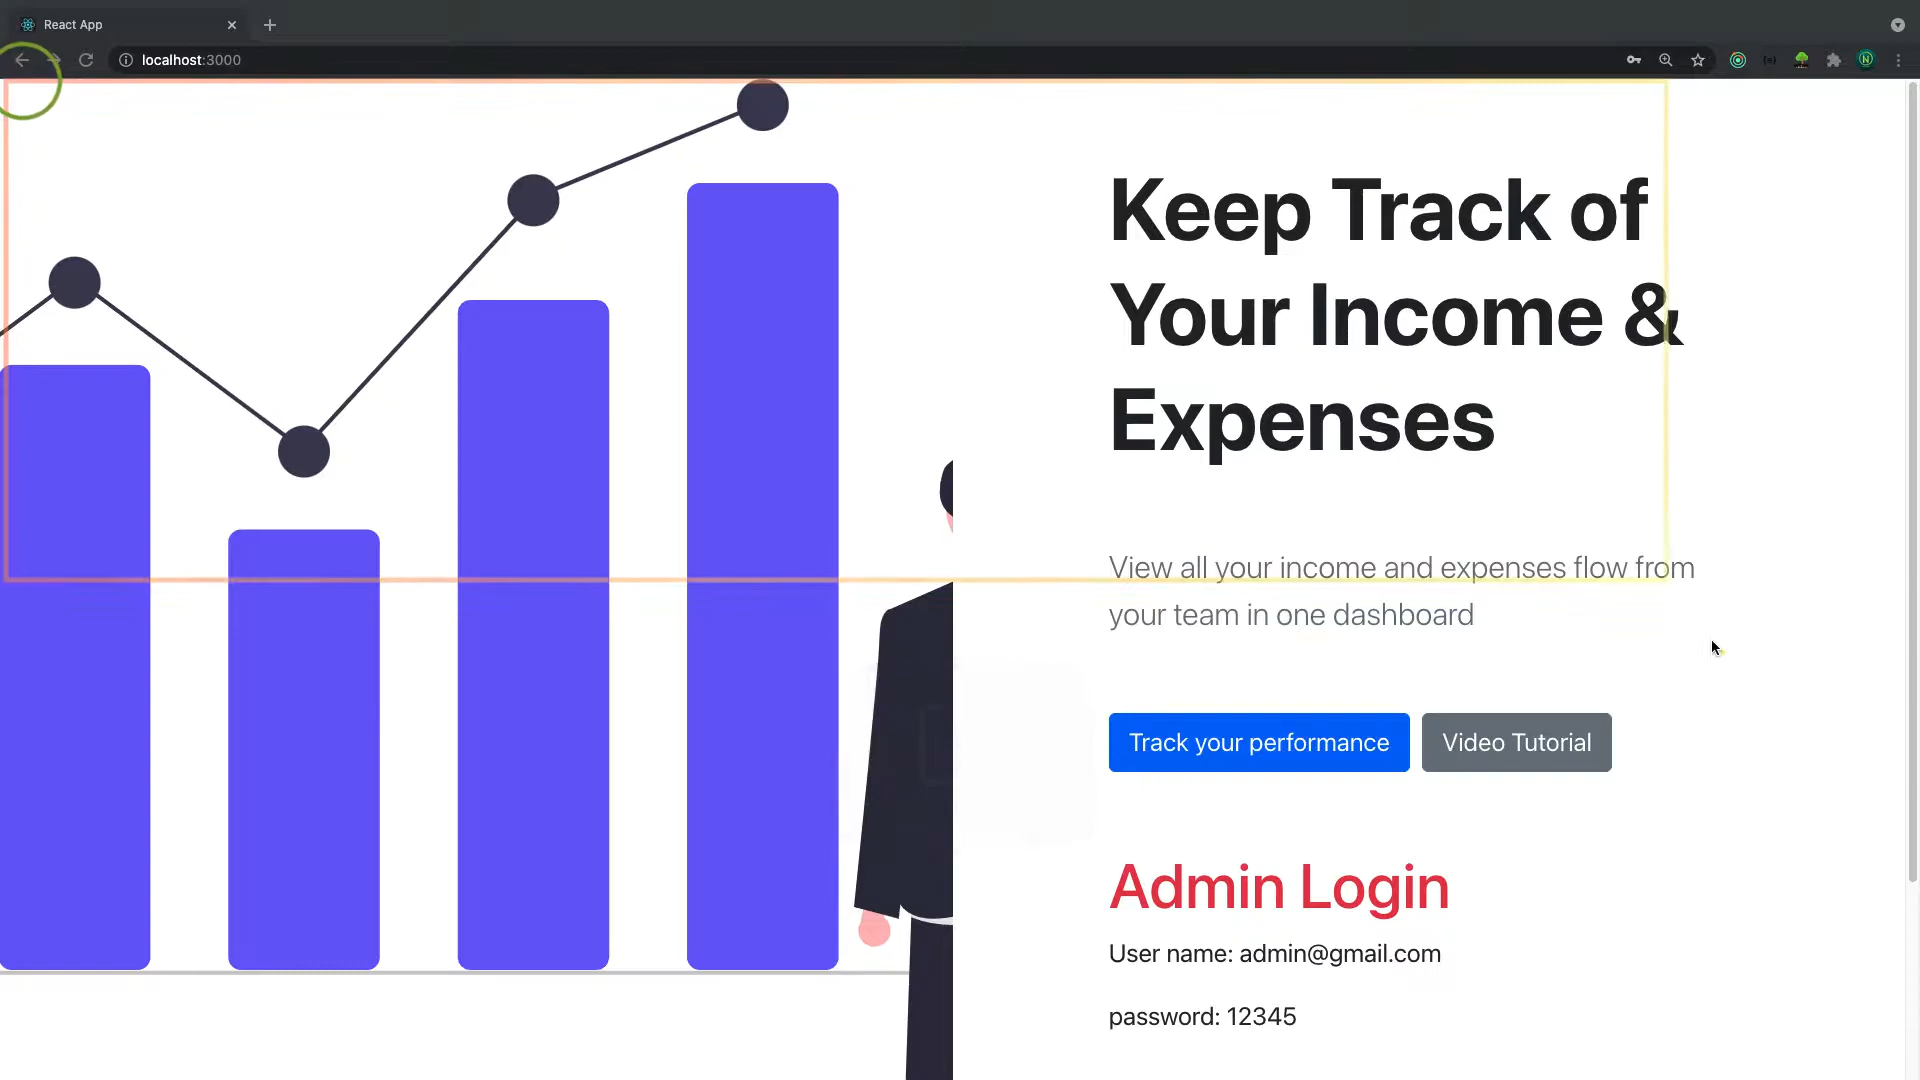 React App
localhost:3000
Keep Track of
Your Income &
Expenses
View all your income and expenses flow from
your team in one dashboard
Track your performance
Video Tutorial
Admin Login
User name: admin@gmail.com
password: 12345